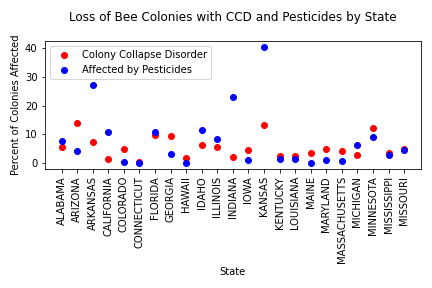 Loss of Bee Colonies with CCD and Pesticides by State
Colony Collapse Disorder
Affected by Pesticides
Percent of Colonies Affected
40
30
20
10
0
ALABAMA
ARIZONA
ARKANSAS
CALIFORNIA
COLORADO
CONNECTICUT
FLORIDA
GEORGIA
HAWAII
IDAHO
ILLINOIS
INDIANA
IOWA
KANSAS
KENTUCKY
LOUISIANA
MAINE
MARYLAND
MASSACHUSETTS
MICHIGAN
MINNESOTA
MISSISSIPPI
MISSOURI
State